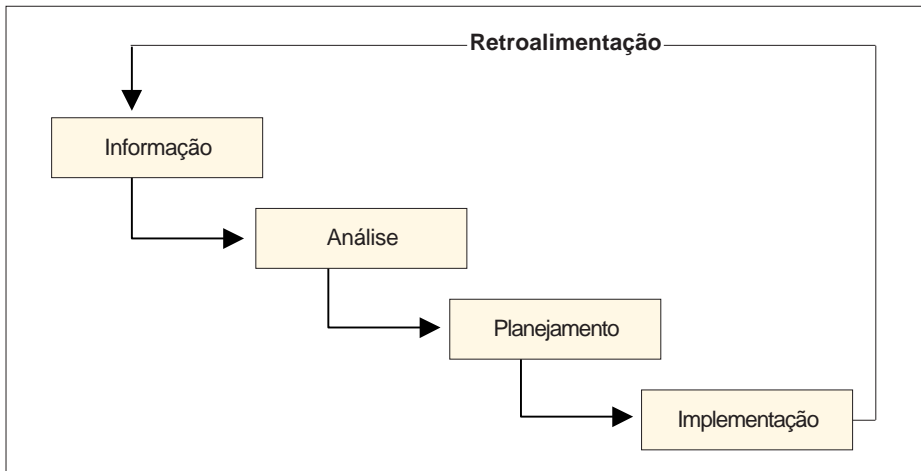 Retroalimentação
Informação
Análise
Planejamento
Implementação